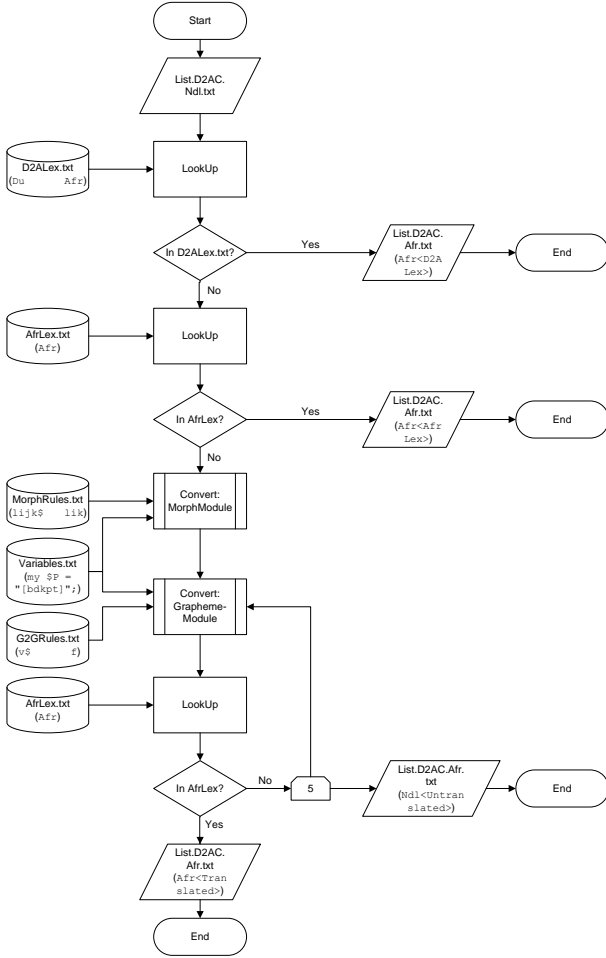 Start
List.D2AC.
Ndl.txt
D2ALex.txt
(Du Afr)
LookUp
In D2ALex.txt?
Yes
List.D2AC.
Afr.txt
(Afr<D2A
Lex>)
End
No
AfrLex.txt
(Afr)
LookUp
In AfrLex?
Yes
List.D2AC.
Afr.txt
(Afr<Afr
Lex>)
End
No
MorphRules.txt
(lijk$ lik)
Convert:
MorphModule
Variables.txt
(my $P =
"[bdkpt]";)
Convert:
Grapheme-
Module
G2GRules.txt
(v$ f)
AfrLex.txt
(Afr)
LookUp
In AfrLex?
No
5
List.D2AC.Afr.
txt
(Ndl<Untran
slated>)
End
Yes
List.D2AC.
Afr.txt
(Afr<Tran
slated>)
End